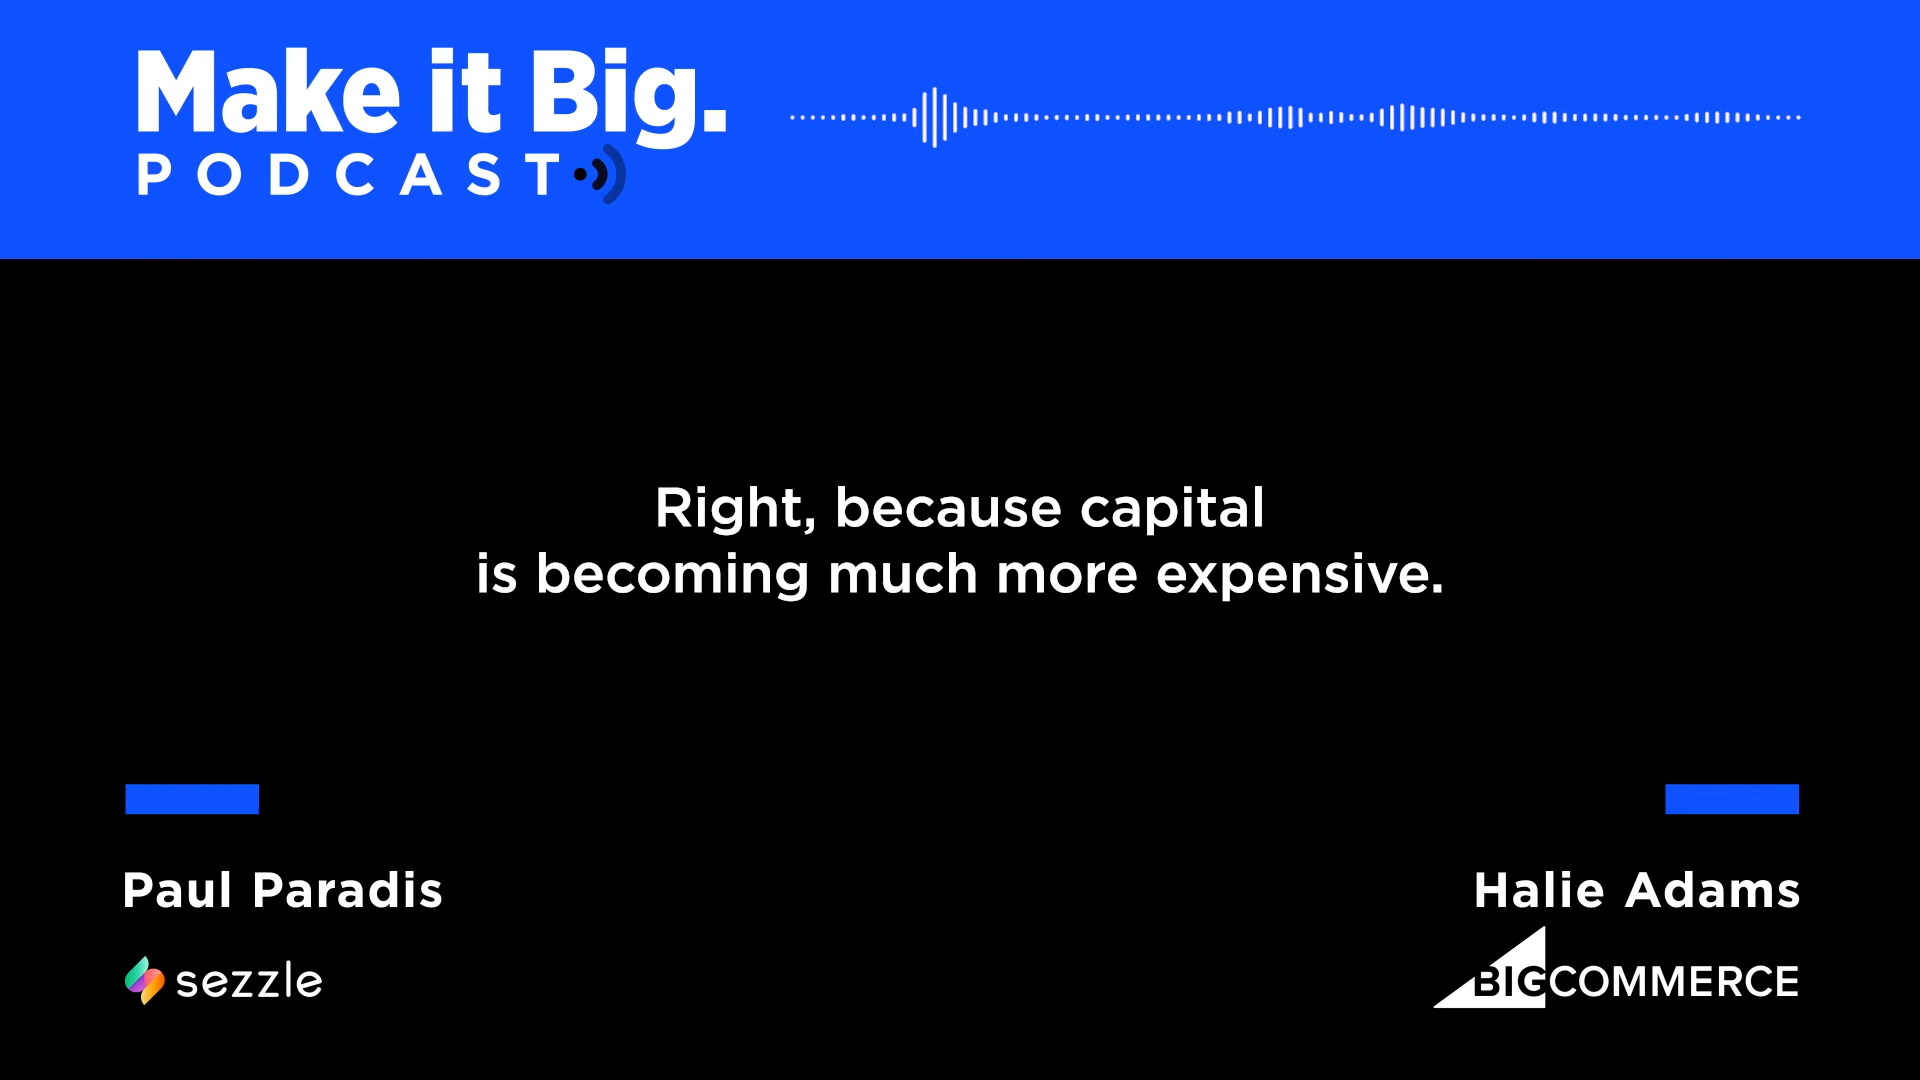 Make it Big.
PODCAST
Right, because capital
is becoming much more expensive.
Paul Paradis
Halie Adams
sezzle
BIGCOMMERCE